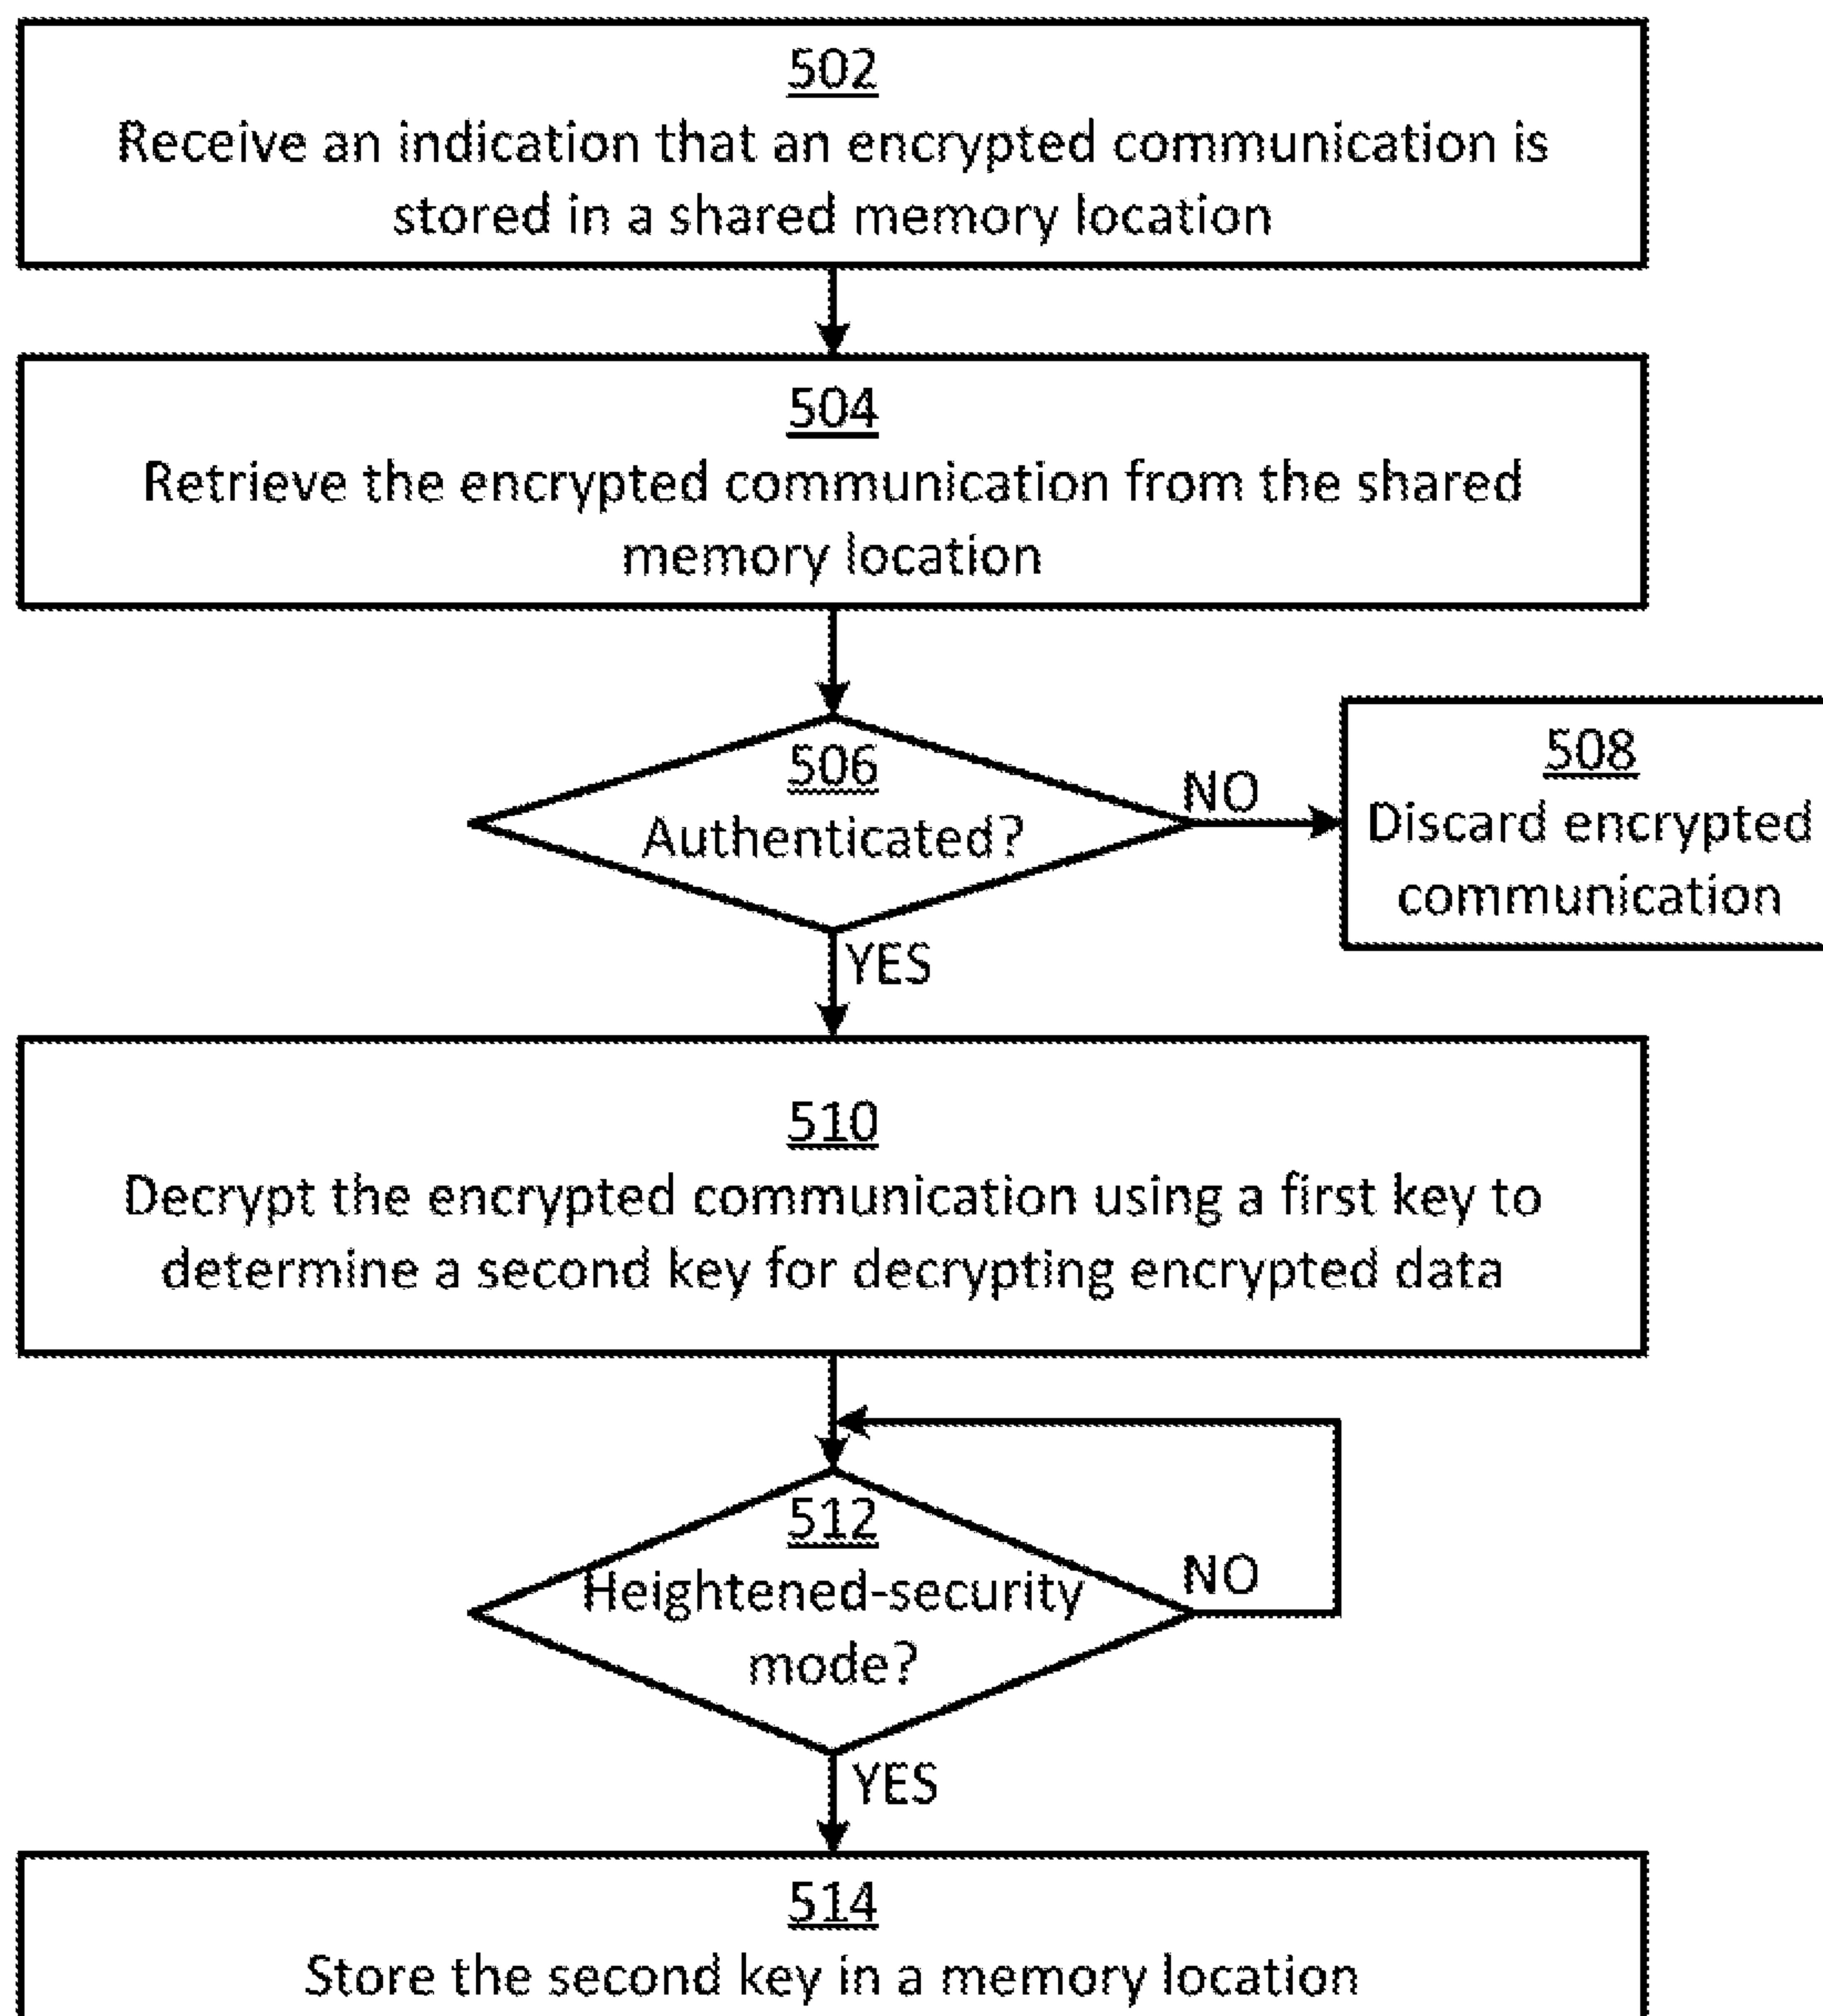 502
Receive an indication that an encrypted communication is
stored in a shared memory location
504
Retrieve the encrypted communication from the shared
memory location
506
Authenticated?
NO
508
Discard encrypted
communication
YES
510
Decrypt the encrypted communication using a first key to
determine a second key for decrypting encrypted data
512
Heightened-security
mode?
NO
YES
514
Store the second key in a memory location